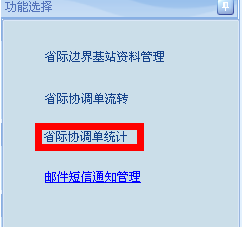 功能选择
省际边界基站资料管理
省际协调单流转
省际协调单统计
邮件短信通知管理